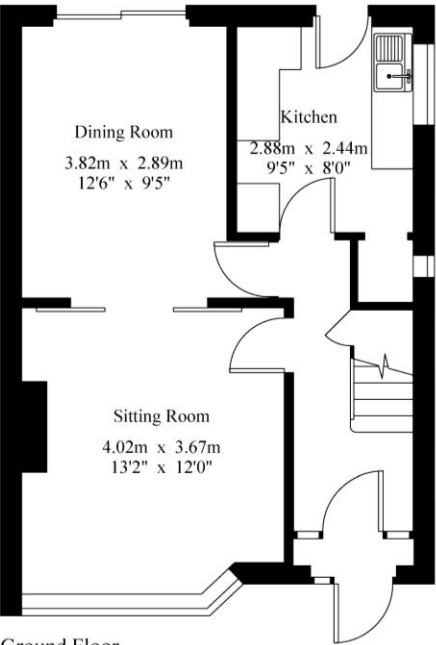 Dining Room
3.82m x 2.89m
12'6" x 9'5"
Kitchen
2.88m x 2.44m
9'5" x 8'0"
Sitting Room
4.02m x 3.67m
13'2" x 12'0"
Ground Floor